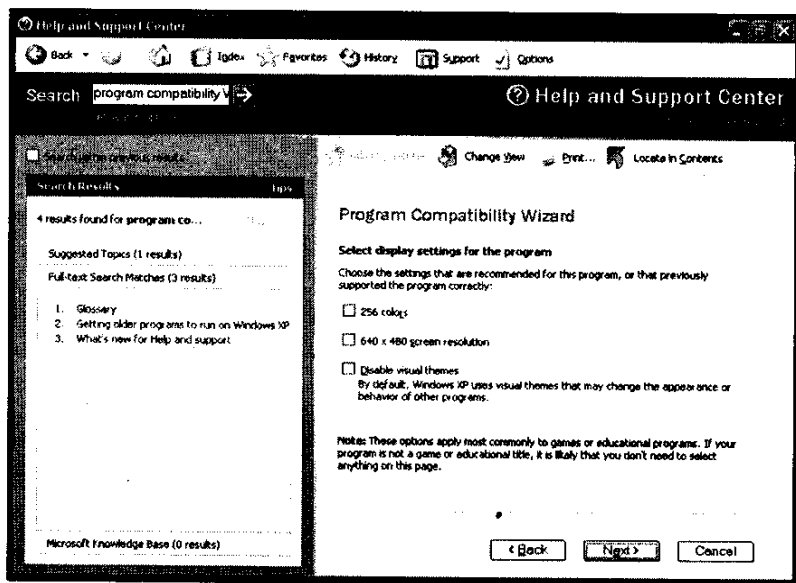 Help and Support Center
Back
Index
Favorites
History
Support
Options
Search program compatibility W
Help and Support Center
Search within previous results
Change View
Print...
Locate in Contents
Search Results
Tips
4 results found for program co...
Suggested Topics (1 results)
Full-text Search Matches (3 results)
1. Glossary
2. Getting older programs to run on Windows XP
3. What's new for Help and support
Microsoft Knowledge Base (0 results)
Program Compatibility Wizard
Select display settings for the program
Choose the settings that are recommended for this program, or that previously
supported the program correctly:
256 colors
640 x 480 screen resolution
Disable visual themes
By default, Windows XP uses visual themes that may change the appearance or
behavior of other programs.
Note: These options apply most commonly to games or educational programs. If your
program is not a game or educational title, it is likely that you don't need to select
anything on this page.
< Back
Next >
Cancel